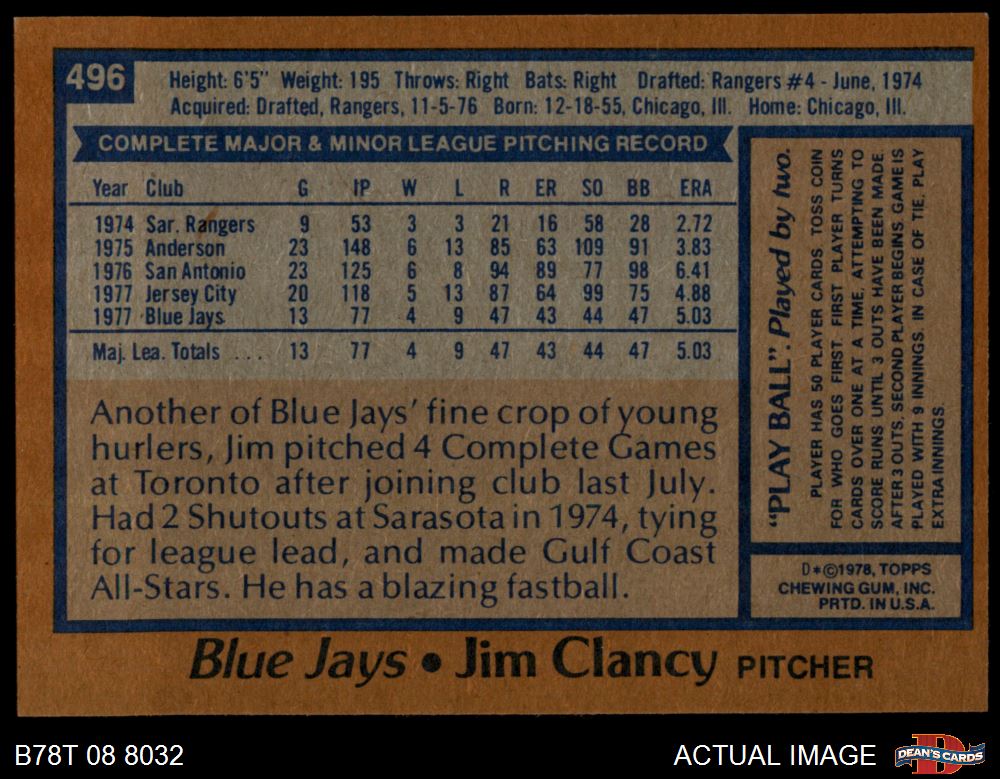 496
Height: 6'5" Weight: 195 Throws: Right Bats: Right Drafted: Rangers #4 - June, 1974
Acquired: Drafted, Rangers, 11-5-76 Born: 12-18-55, Chicago, Ill. Home: Chicago, Ill.
COMPLETE MAJOR & MINOR LEAGUE PITCHING RECORD
Year Club G IP W L R ER SO BB ERA
1974 Sar. Rangers 9 53 3 3 21 16 58 28 2.72
1975 Anderson 23 148 6 13 85 63 109 91 3.83
1976 San Antonio 23 125 6 8 94 89 77 98 6.41
1977 Jersey City 20 118 5 13 87 64 99 75 4.88
1977 Blue Jays 13 77 4 9 47 43 44 47 5.03
Maj. Lea. Totals ... 13 77 4 9 47 43 44 47 5.03
Another of Blue Jays' fine crop of young
hurlers, Jim pitched 4 Complete Games
at Toronto after joining club last July.
Had 2 Shutouts at Sarasota in 1974, tying
for league lead, and made Gulf Coast
All-Stars. He has a blazing fastball.
"PLAY BALL". Played by two.
PLAYER HAS 50 PLAYER CARDS TOSS COIN
FOR WHO GOES FIRST. FIRST PLAYER TURNS
CARDS OVER ONE AT A TIME, ATTEMPTING TO
SCORE RUNS UNTIL 3 OUTS HAVE BEEN MADE
AFTER 3 OUTS, SECOND PLAYER BEGINS GAME IS
PLAYED WITH 9 INNINGS. IN CASE OF TIE, PLAY
EXTRA INNINGS.
D*©1978, TOPPS
CHEWING GUM, INC.
PRTD. IN U.S.A.
Blue Jays • Jim Clancy PITCHER
B78T 08 8032
ACTUAL IMAGE
DEAN'S CARDS